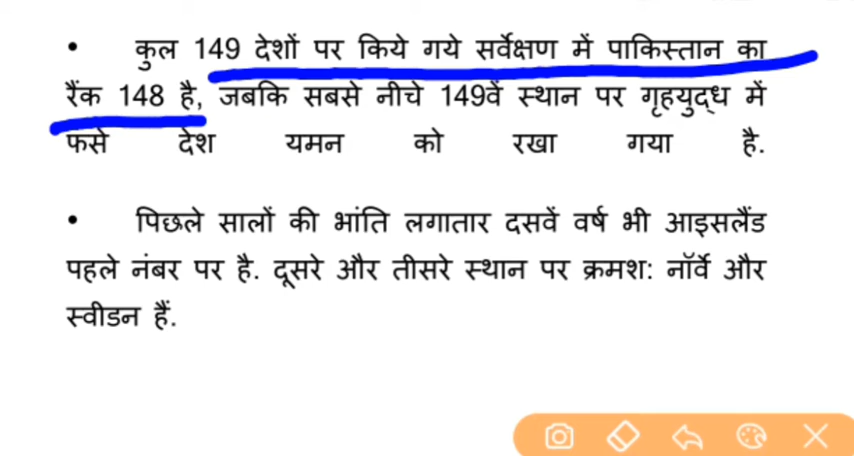 • कुल 149 देशों पर किये गये सर्वेक्षण में पाकिस्तान का
रैंक 148 है, जबकि सबसे नीचे 149वें स्थान पर गृहयुद्ध में
फसे देश यमन को रखा गया है.
• पिछले सालों की भांति लगातार दसवें वर्ष भी आइसलैंड
पहले नंबर पर है. दूसरे और तीसरे स्थान पर क्रमश: नॉर्वे और
स्वीडन हैं.